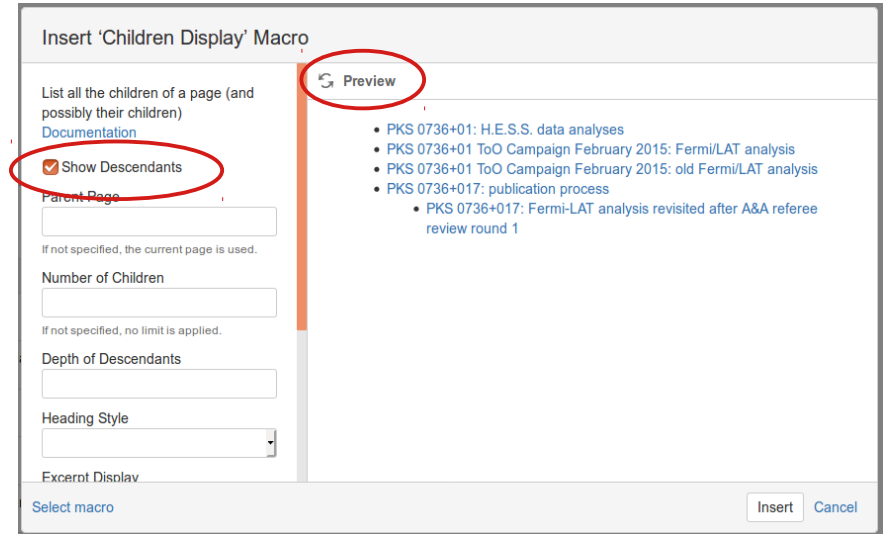 Insert ‘Children Display’ Macro
List all the children of a page (and
possibly their children)
Documentation
Show Descendants
Parent Page
If not specified, the current page is used.
Number of Children
If not specified, no limit is applied.
Depth of Descendants
Heading Style
Excerpt Display
Preview
PKS 0736+01: H.E.S.S. data analyses
PKS 0736+01 ToO Campaign February 2015: Fermi/LAT analysis
PKS 0736+01 ToO Campaign February 2015: old Fermi/LAT analysis
PKS 0736+017: publication process
PKS 0736+017: Fermi-LAT analysis revisited after A&A referee
review round 1
Select macro
Insert Cancel